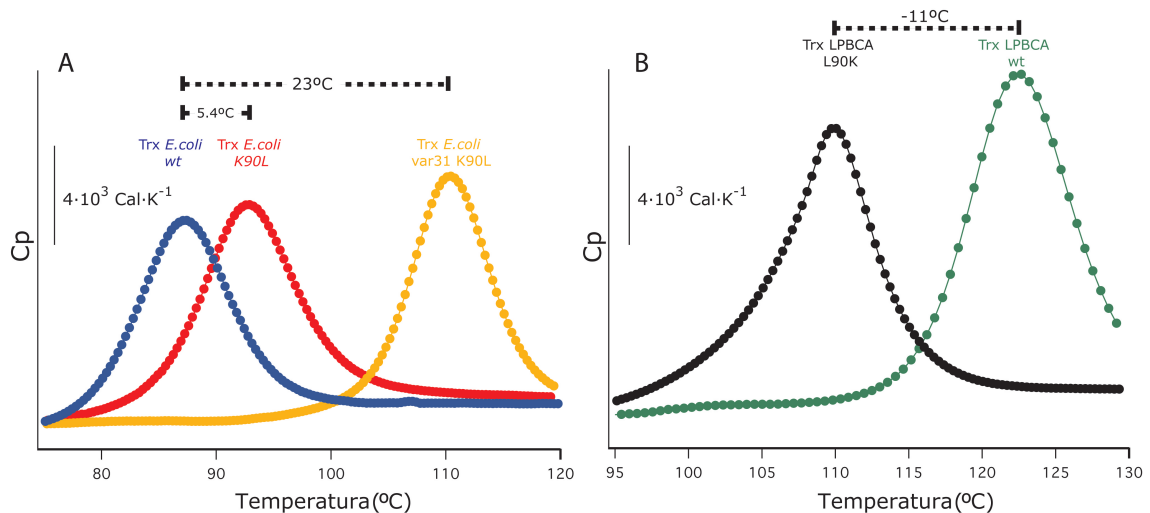 A
23ºC
5.4ºC
Trx E.coli
wt
Trx E.coli
K90L
Trx E.coli
var31 K90L
4·10³ Cal·K⁻¹
Cp
80
90
100
110
120
Temperatura(ºC)
-11ºC
B
Trx LPBCA
L90K
Trx LPBCA
wt
4·10³ Cal·K⁻¹
Cp
95
100
105
110
115
120
125
130
Temperatura(ºC)